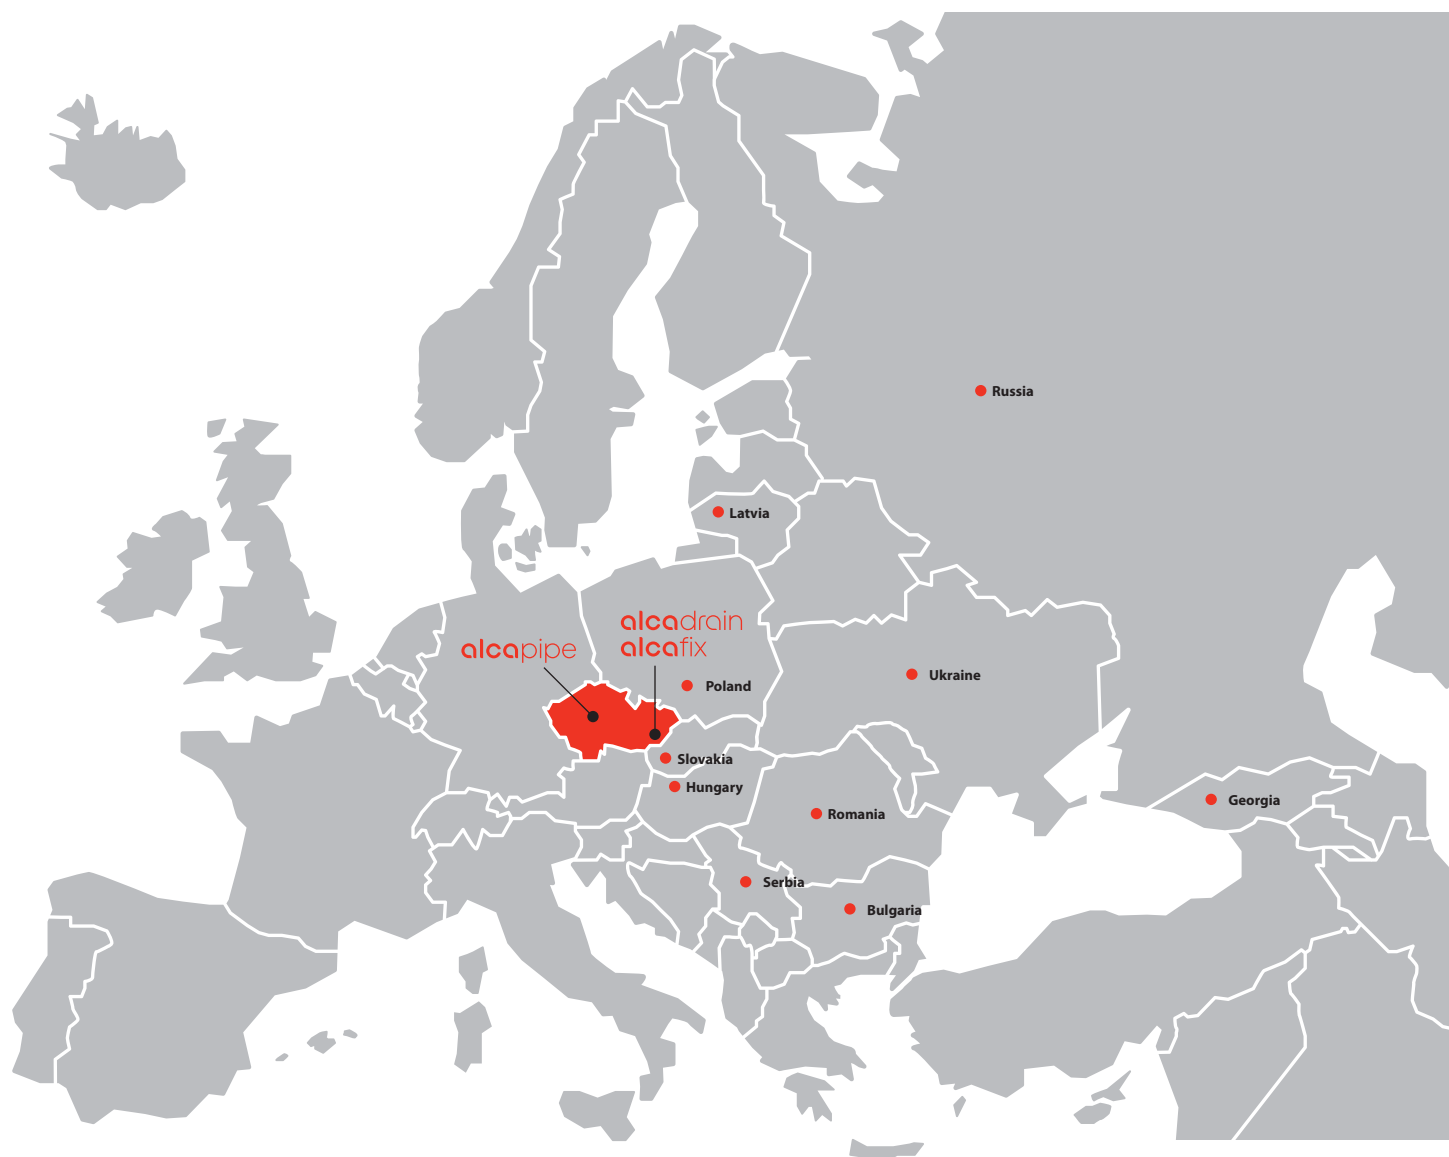 Russia
Latvia
alcadrain
alcafix
alcapipe
Poland
Ukraine
Slovakia
Hungary
Georgia
Romania
Serbia
Bulgaria